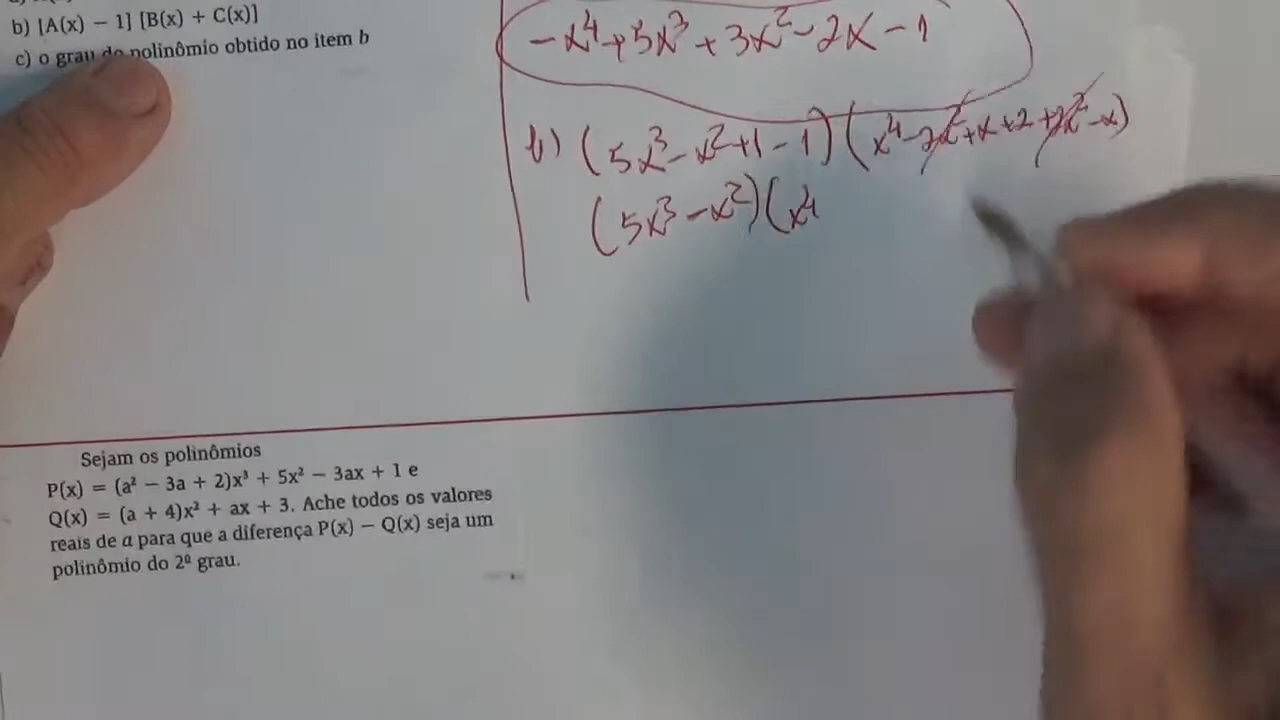 b) [A(x) − 1] [B(x) + C(x)]
c) o grau do polinômio obtido no item b
−x⁴+5x³+3x²−2x−1
b) (5x³−x²+1−1)(x⁴−2x²+x+2+2x²−x)
(5x³−x²)(x⁴
Sejam os polinômios
P(x) = (a² − 3a + 2)x³ + 5x² − 3ax + 1 e
Q(x) = (a + 4)x² + ax + 3. Ache todos os valores
reais de a para que a diferença P(x) − Q(x) seja um
polinômio do 2º grau.